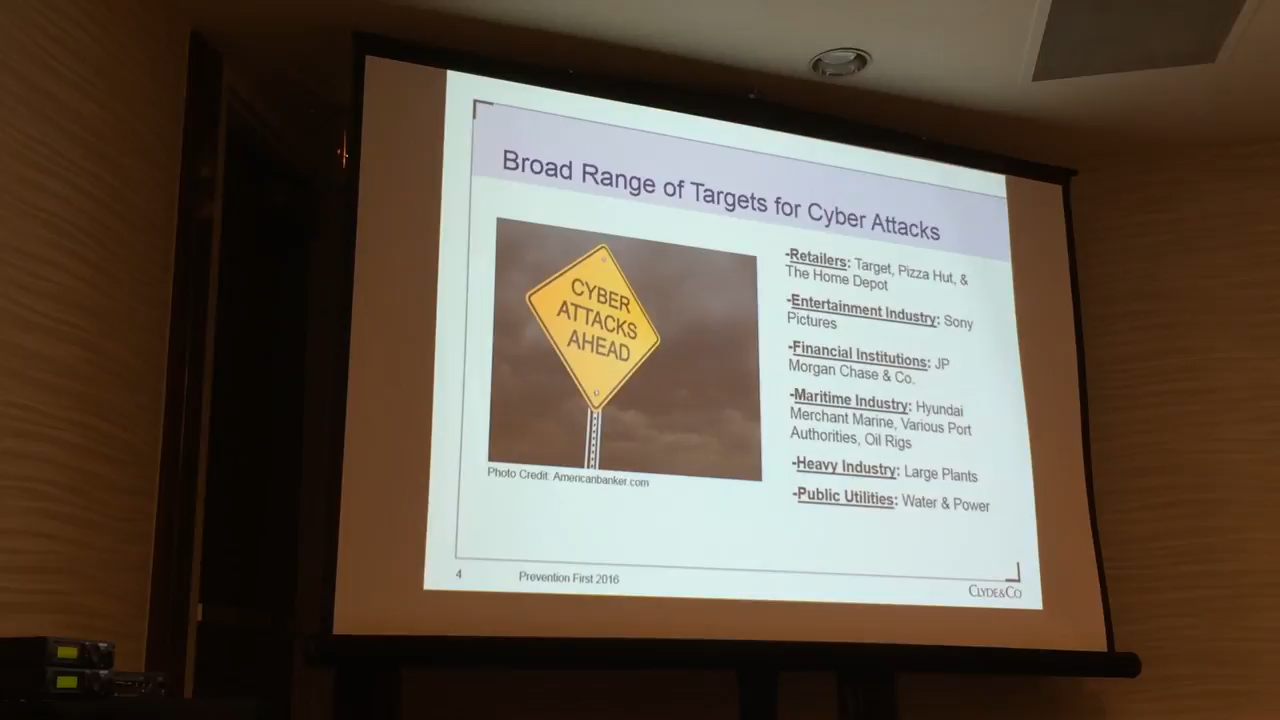 Broad Range of Targets for Cyber Attacks
CYBER
ATTACKS
AHEAD
Photo Credit: Americanbanker.com
-Retailers: Target, Pizza Hut, &
The Home Depot
-Entertainment Industry: Sony
Pictures
-Financial Institutions: JP
Morgan Chase & Co.
-Maritime Industry: Hyundai
Merchant Marine, Various Port
Authorities, Oil Rigs
-Heavy Industry: Large Plants
-Public Utilities: Water & Power
4 Prevention First 2016
CLYDE&CO